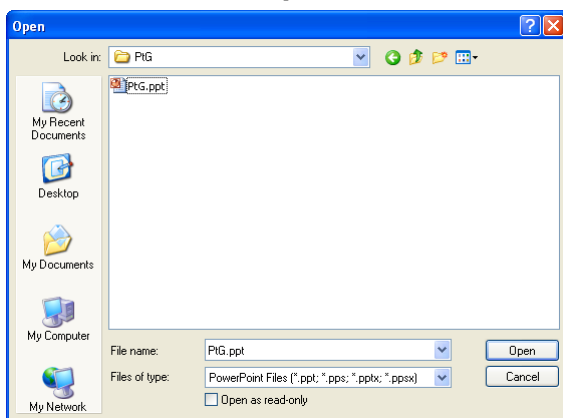 Open
Look in:
PtG
PtG.ppt
My Recent
Documents
Desktop
My Documents
My Computer
My Network
File name:
PtG.ppt
Open
Files of type:
PowerPoint Files (*.ppt; *.pps; *.pptx; *.ppsx)
Cancel
Open as read-only